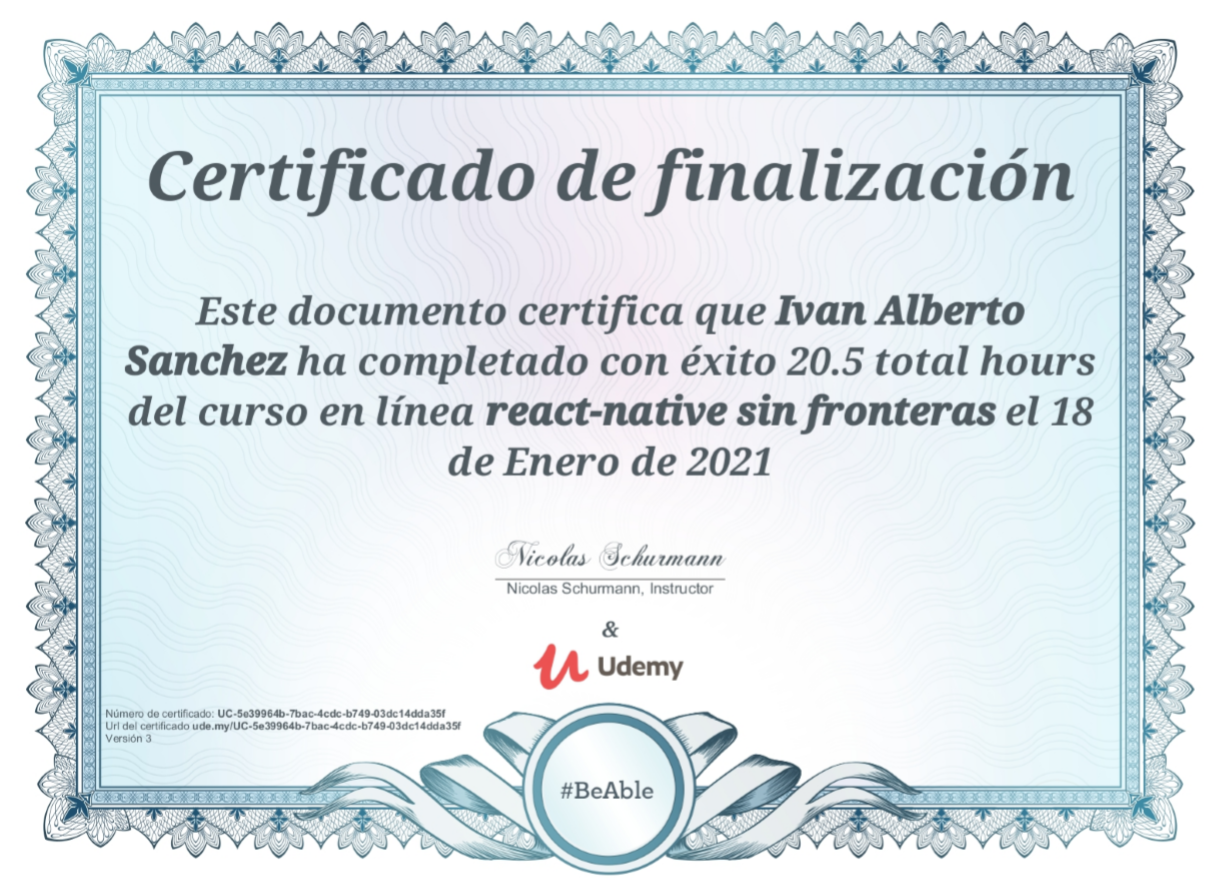 Certificado de finalización
Este documento certifica que Ivan Alberto
Sanchez ha completado con éxito 20.5 total hours
del curso en línea react-native sin fronteras el 18
de Enero de 2021
Nicolas Schurmann
Nicolas Schurmann, Instructor
&
Udemy
Número de certificado: UC-5e39964b-7bac-4cdc-b749-03dc14dda35f
Url del certificado ude.my/UC-5e39964b-7bac-4cdc-b749-03dc14dda35f
Versión 3
#BeAble